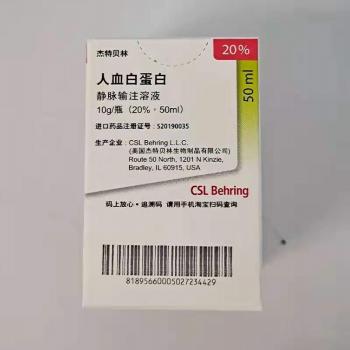 杰特贝林
20%
人血白蛋白
静脉输注溶液
10g/瓶（20%，50ml）
50 ml
进口药品注册证号：S20190035
生产企业：CSL Behring L.L.C.
(美国杰特贝林生物制品有限公司)
Route 50 North, 1201 N Kinzie,
Bradley, IL 60915, USA
CSL Behring
码上放心·追溯码 请用手机淘宝扫码查询
81895660005027234429